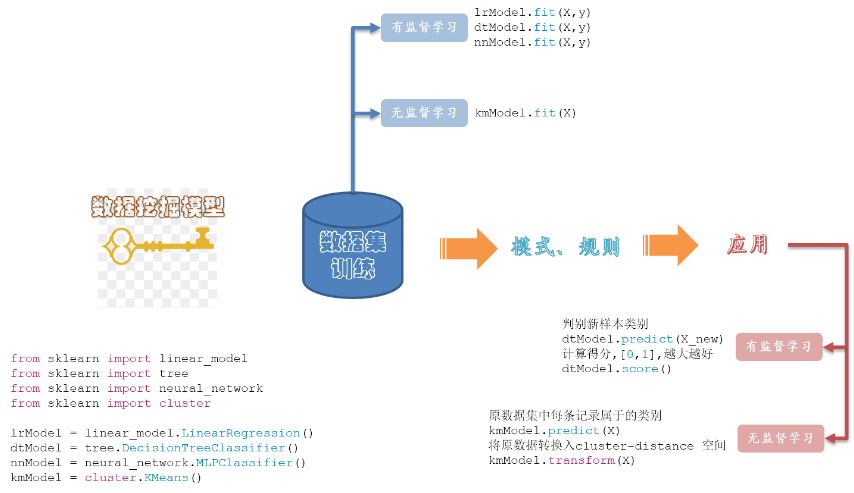 有监督学习
lrModel.fit(X,y)
dtModel.fit(X,y)
nnModel.fit(X,y)
无监督学习
kmModel.fit(X)
数据挖掘模型
数据集
训练
模式、规则
应用
判别新样本类别
dtModel.predict(X_new)
计算得分,[0,1],越大越好
dtModel.score()
有监督学习
原数据集中每条记录属于的类别
kmModel.predict(X)
将原数据转换入cluster-distance 空间
kmModel.transform(X)
无监督学习
from sklearn import linear_model
from sklearn import tree
from sklearn import neural_network
from sklearn import cluster
lrModel = linear_model.LinearRegression()
dtModel = tree.DecisionTreeClassifier()
nnModel = neural_network.MLPClassifier()
kmModel = cluster.KMeans()